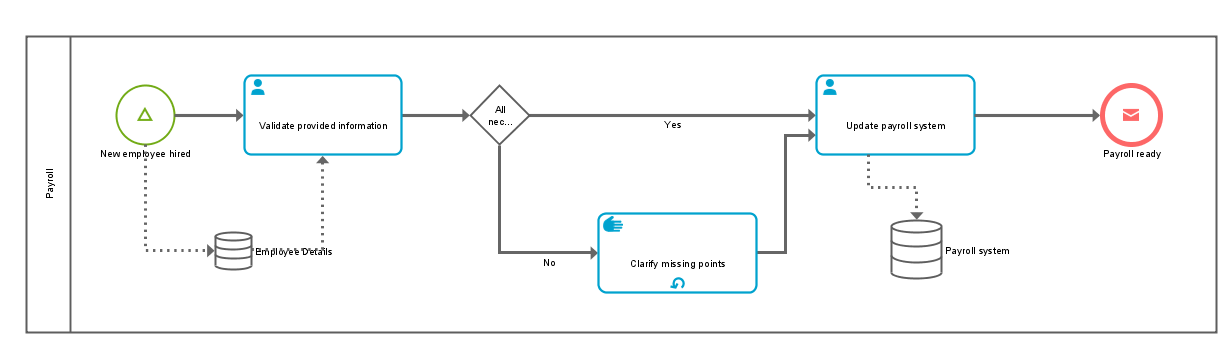 Payroll
New employee hired
Validate provided information
All
nec...
Yes
Update payroll system
Payroll ready
Employee Details
No
Clarify missing points
Payroll system